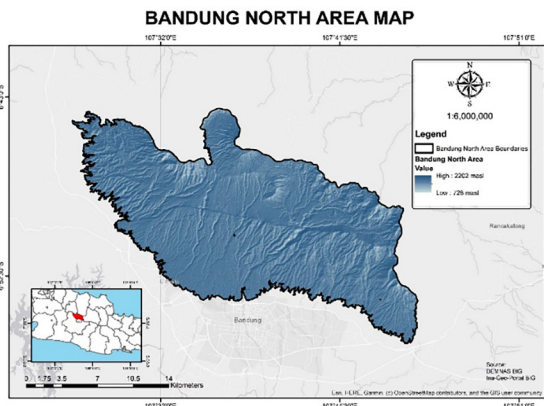 BANDUNG NORTH AREA MAP
107°32'0"E
107°41'30"E
107°51'0"E
N
W
E
S
1:6,000,000
Legend
Bandung North Area Boundaries
Bandung North Area
Value
High : 2202 masl
Low : 726 masl
Rancakalong
Bandung
Source:
DEMNAS BIG
Ina-Geo-Portal BIG
0 1.75 3.5 7 10.5 14
Kilometers
Esri, HERE, Garmin, (c) OpenStreetMap contributors, and the GIS user community